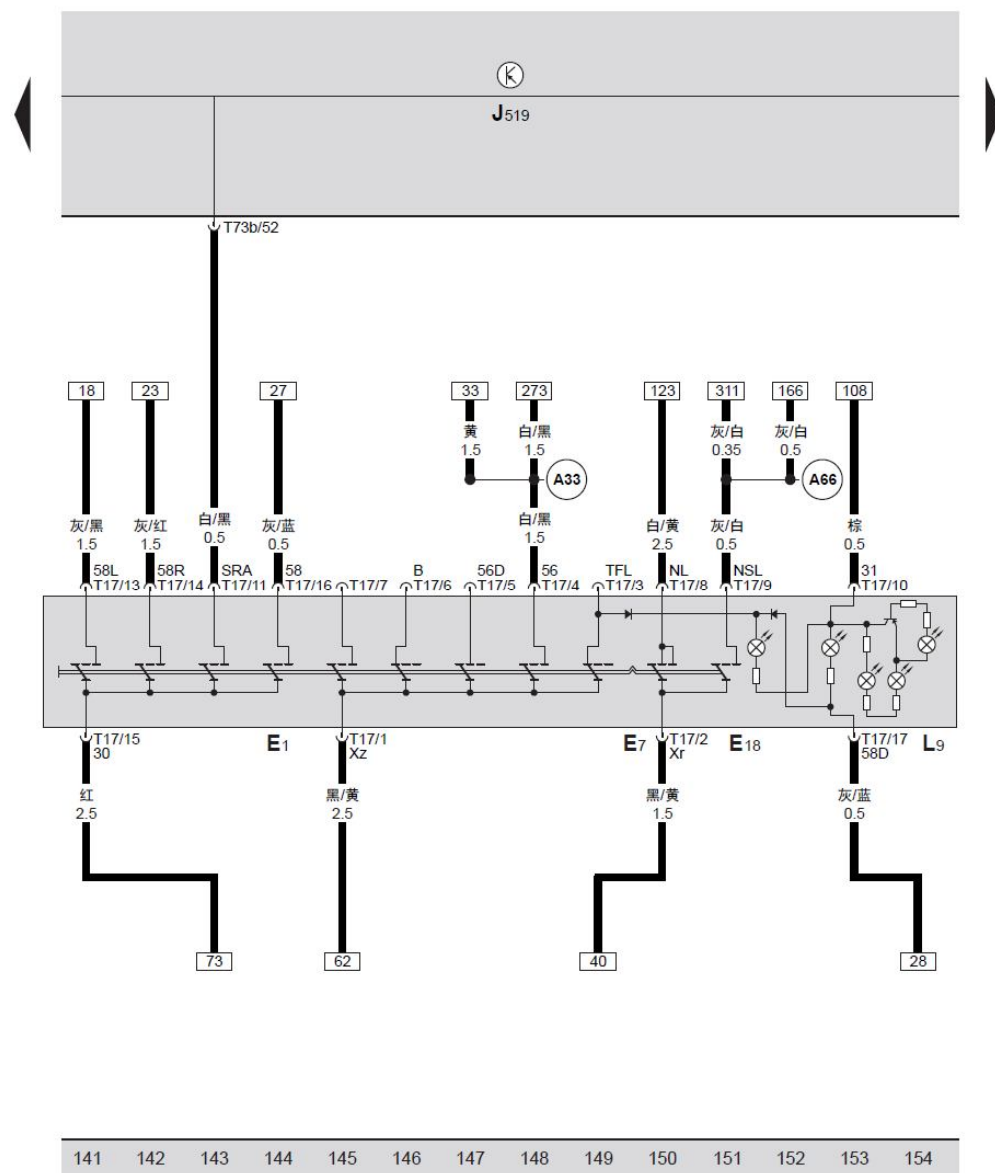 J519
T73b/52
18 23 27 33 273 123 311 166 108
黄 白/黑 灰/白 灰/白
1.5 1.5 0.35 0.5
A33 A66
灰/黑 灰/红 白/黑 灰/蓝 白/黑 白/黄 灰/白 棕
1.5 1.5 0.5 0.5 1.5 2.5 0.5 0.5
58L 58R SRA 58 B 56D 56 TFL NL NSL 31
T17/13 T17/14 T17/11 T17/16 T17/7 T17/6 T17/5 T17/4 T17/3 T17/8 T17/9 T17/10
T17/15 E1 T17/1 E7 T17/2 E18 T17/17 L9
30 Xz Xr 58D
红 黑/黄 黑/黄 灰/蓝
2.5 2.5 1.5 0.5
73 62 40 28
141 142 143 144 145 146 147 148 149 150 151 152 153 154